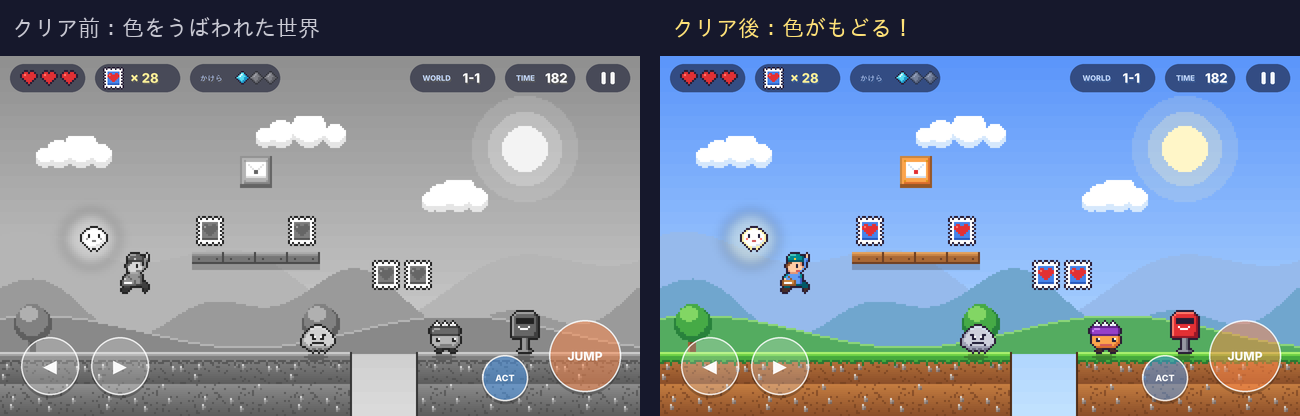 クリア前：色をうばわれた世界
× 28
かけら
WORLD 1-1
TIME 182
JUMP
ACT
クリア後：色がもどる！
× 28
かけら
WORLD 1-1
TIME 182
JUMP
ACT